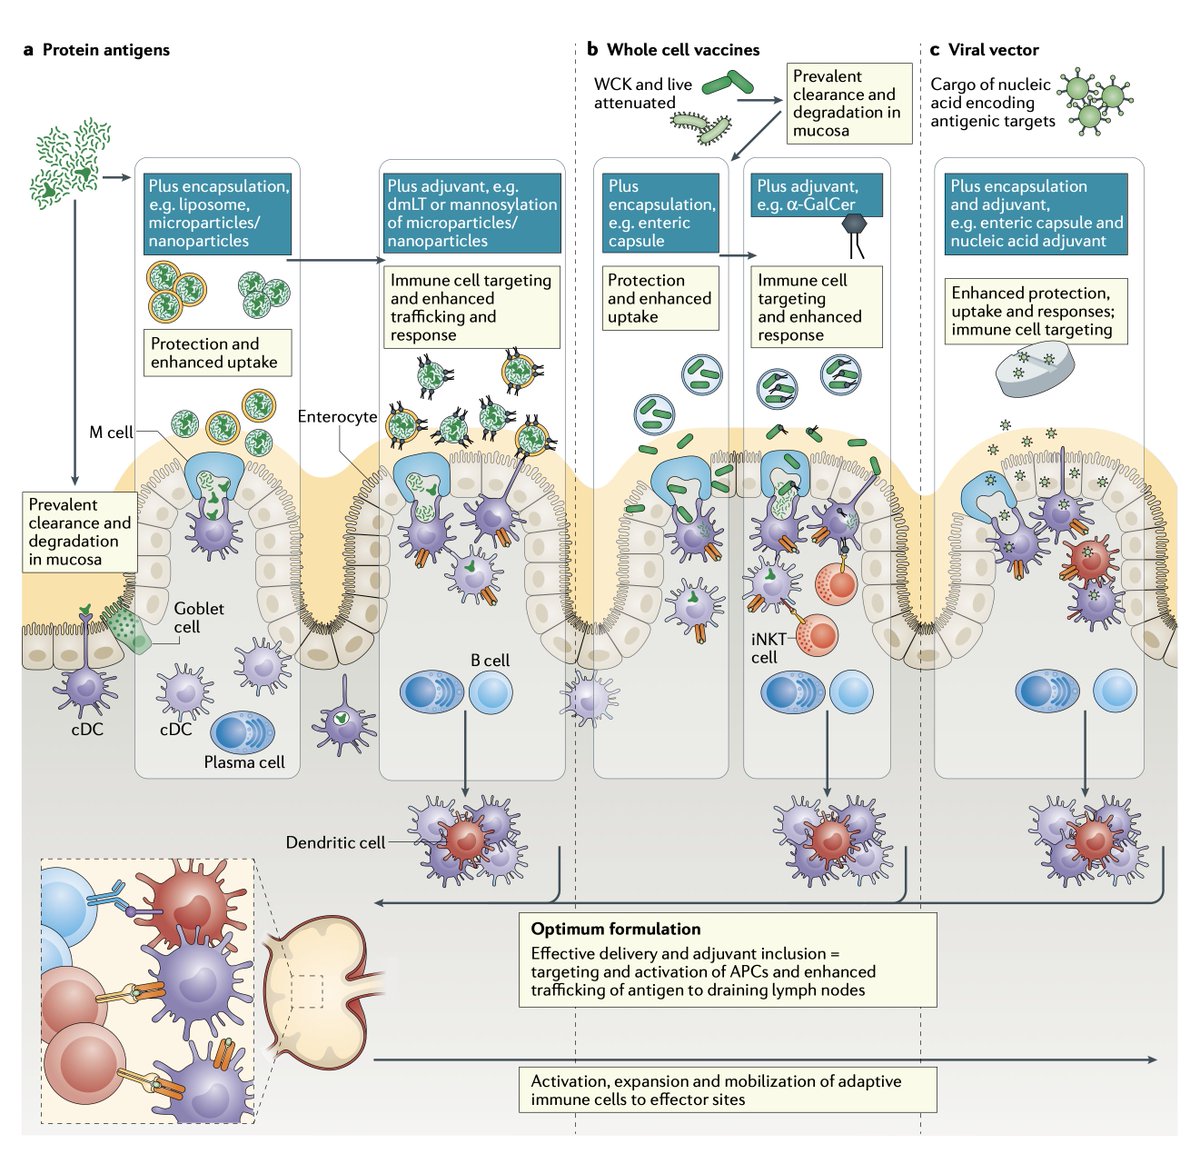 a Protein antigens
Plus encapsulation,
e.g. liposome,
microparticles/
nanoparticles
Plus adjuvant, e.g.
dmLT or mannosylation
of microparticles/
nanoparticles
Immune cell targeting
and enhanced
trafficking and
response
Protection and
enhanced uptake
M cell
Enterocyte
Prevalent
clearance and
degradation
in mucosa
Goblet
cell
cDC
cDC
Plasma cell
B cell
b Whole cell vaccines
WCK and live
attenuated
Prevalent
clearance and
degradation in
mucosa
Plus
encapsulation,
e.g. enteric
capsule
Plus adjuvant,
e.g. α-GalCer
Protection
and enhanced
uptake
Immune cell
targeting
and enhanced
response
iNKT
cell
c Viral vector
Cargo of nucleic
acid encoding
antigenic targets
Plus encapsulation
and adjuvant,
e.g. enteric capsule and
nucleic acid adjuvant
Enhanced protection,
uptake and responses;
immune cell targeting
Dendritic cell
Optimum formulation
Effective delivery and adjuvant inclusion =
targeting and activation of APCs and enhanced
trafficking of antigen to draining lymph nodes
Activation, expansion and mobilization of adaptive
immune cells to effector sites